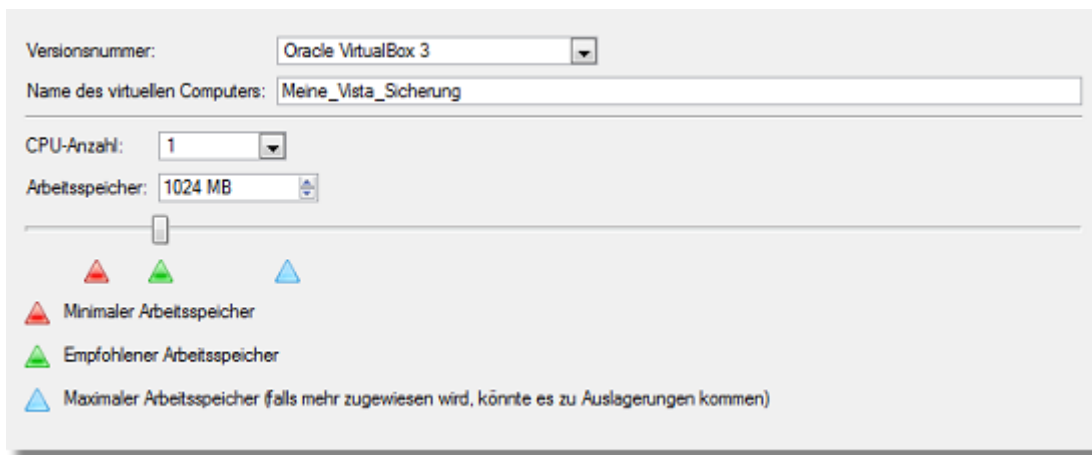 Versionsnummer: Oracle VirtualBox 3
Name des virtuellen Computers: Meine_Vista_Sicherung
CPU-Anzahl: 1
Arbeitsspeicher: 1024 MB
Minimaler Arbeitsspeicher
Empfohlener Arbeitsspeicher
Maximaler Arbeitsspeicher (falls mehr zugewiesen wird, könnte es zu Auslagerungen kommen)